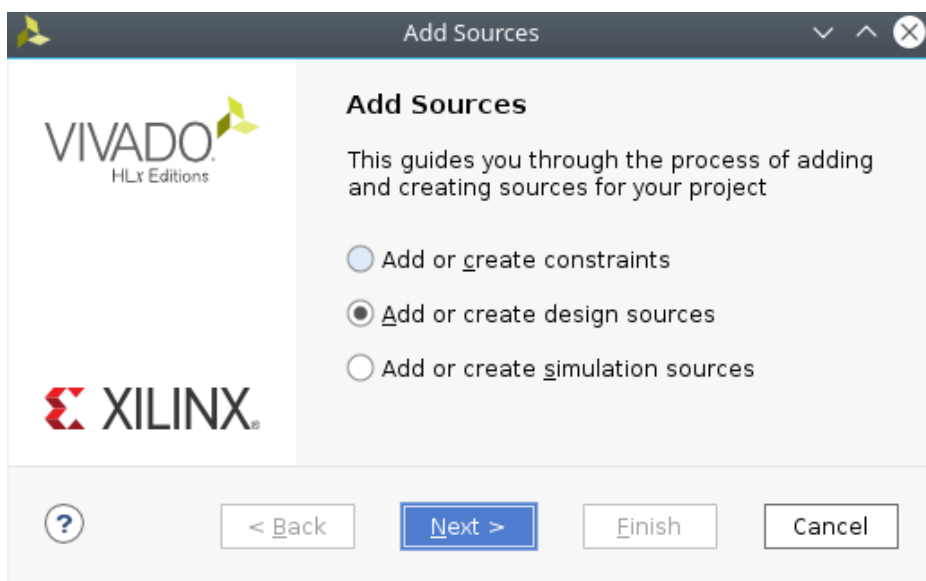 Add Sources
VIVADO.
HLx Editions
Add Sources
This guides you through the process of adding
and creating sources for your project
Add or create constraints
Add or create design sources
Add or create simulation sources
XILINX®
?
< Back
Next >
Finish
Cancel